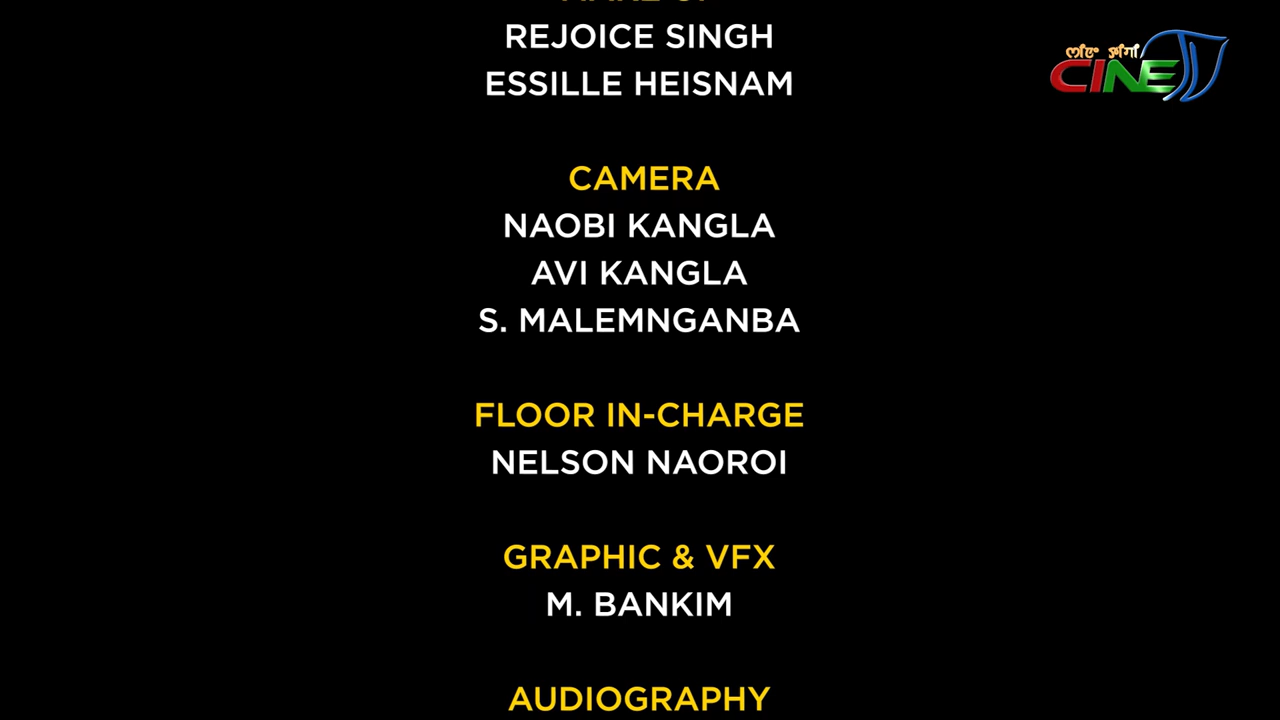 REJOICE SINGH
ESSILLE HEISNAM
CAMERA
NAOBI KANGLA
AVI KANGLA
S. MALEMNGANBA
FLOOR IN-CHARGE
NELSON NAOROI
GRAPHIC & VFX
M. BANKIM
AUDIOGRAPHY
CINE TV